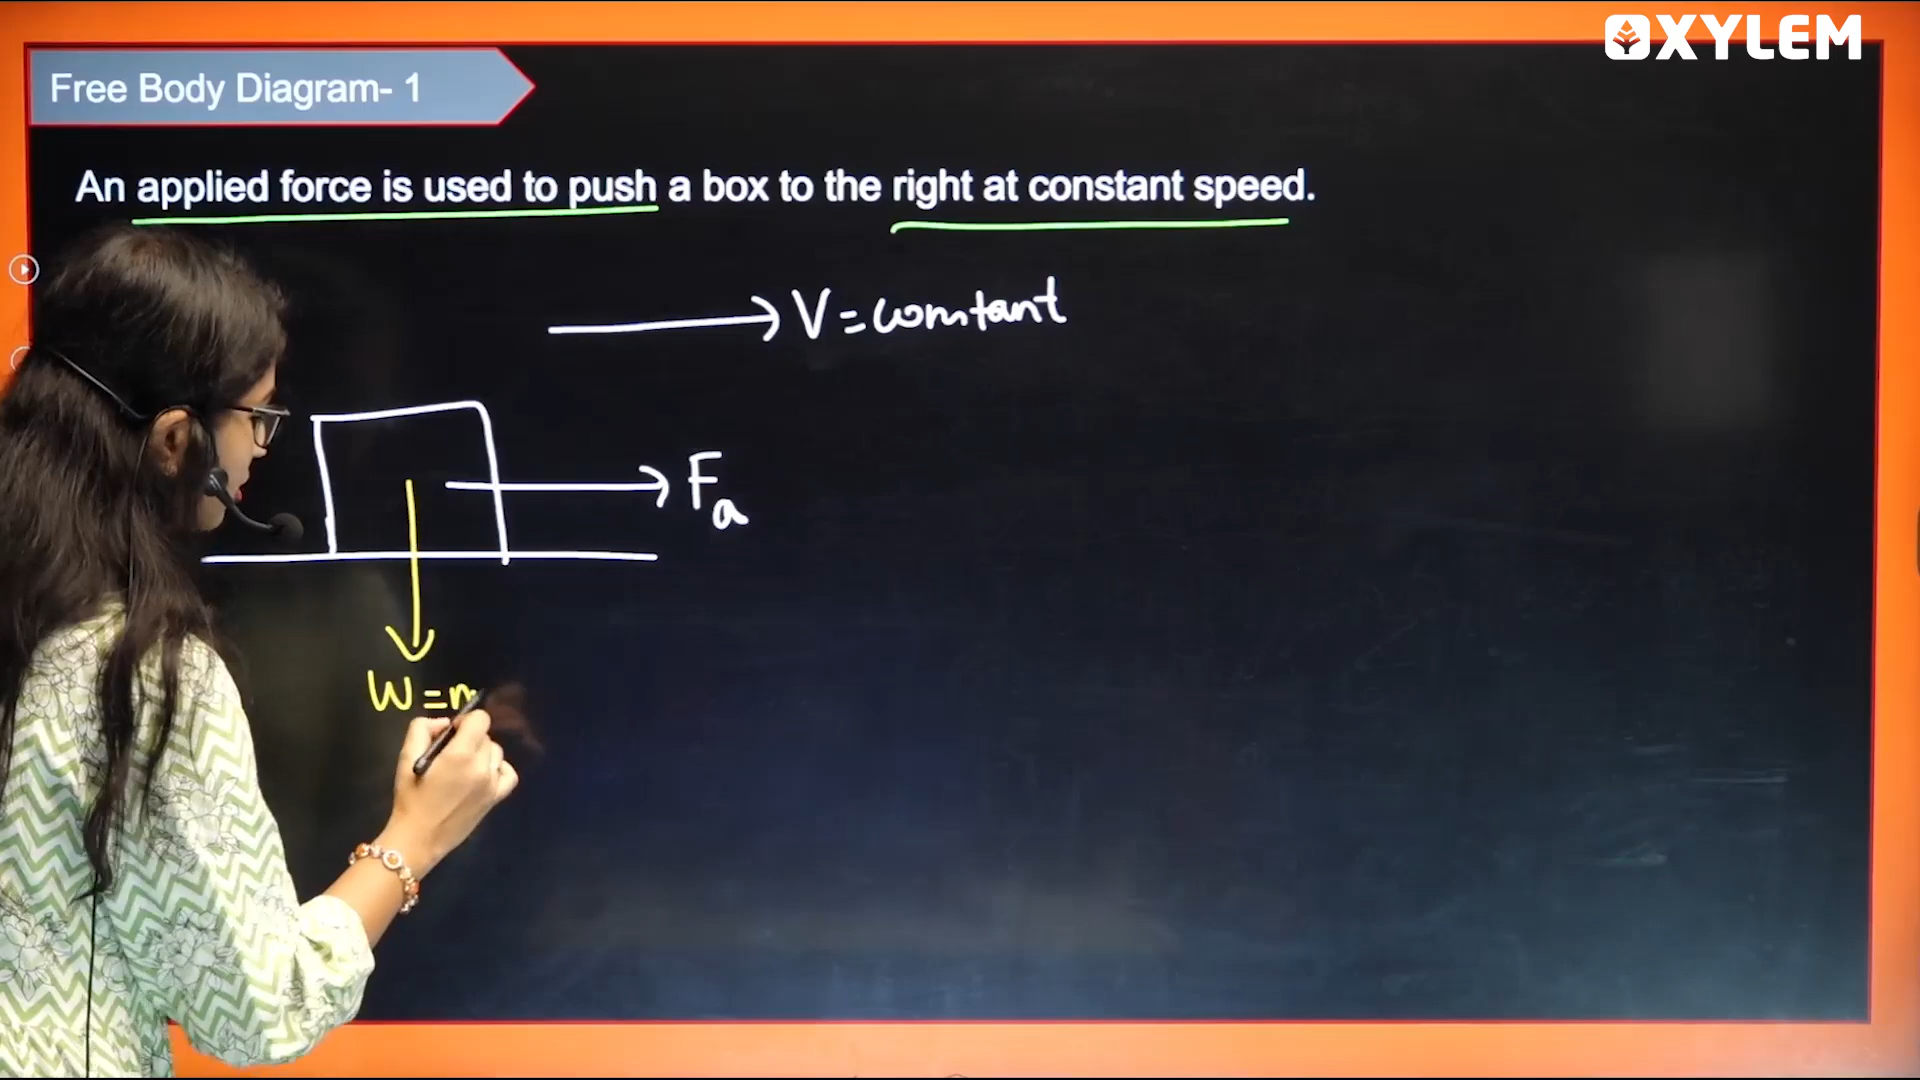 XYLEM
Free Body Diagram- 1
An applied force is used to push a box to the right at constant speed.
V = constant
Fa
W = m